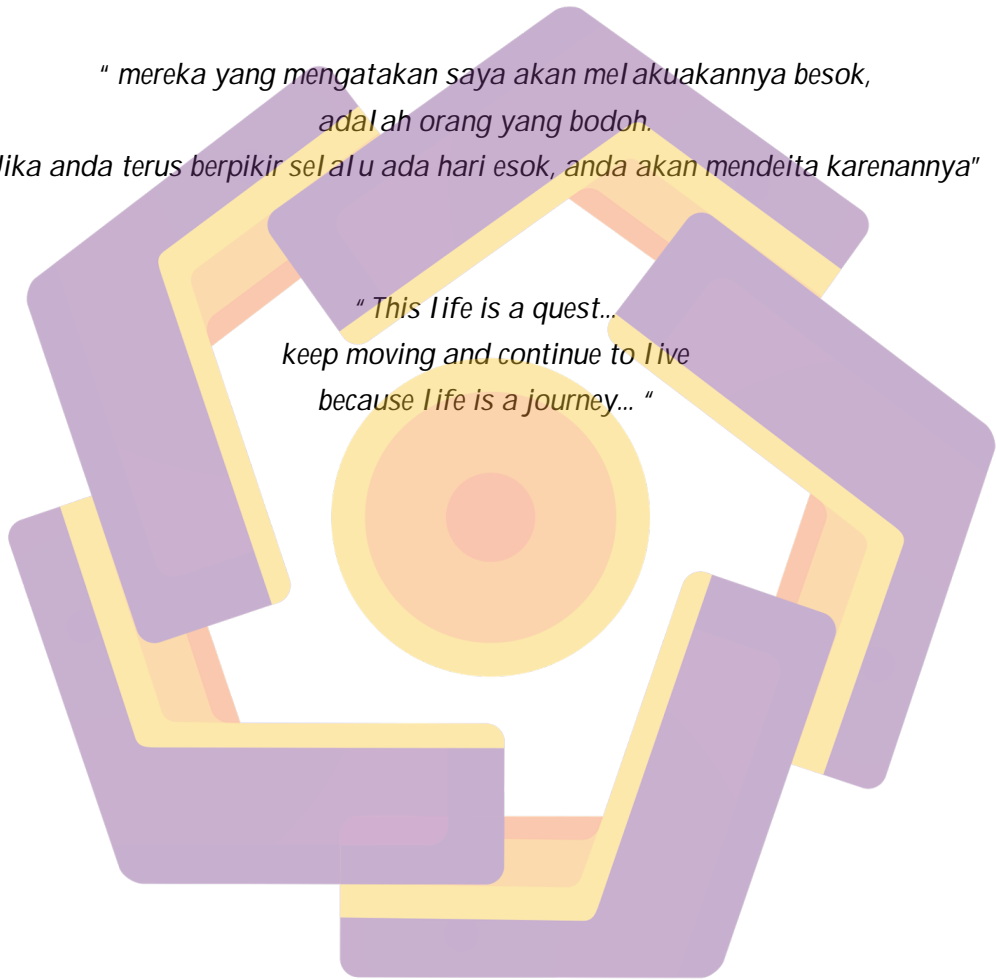 “ mereka yang mengatakan saya akan melakuakannya besok,
adalah orang yang bodoh.
Jika anda terus berpikir selalu ada hari esok, anda akan mendeita karenannya”
“ This life is a quest...
keep moving and continue to live
because life is a journey... “